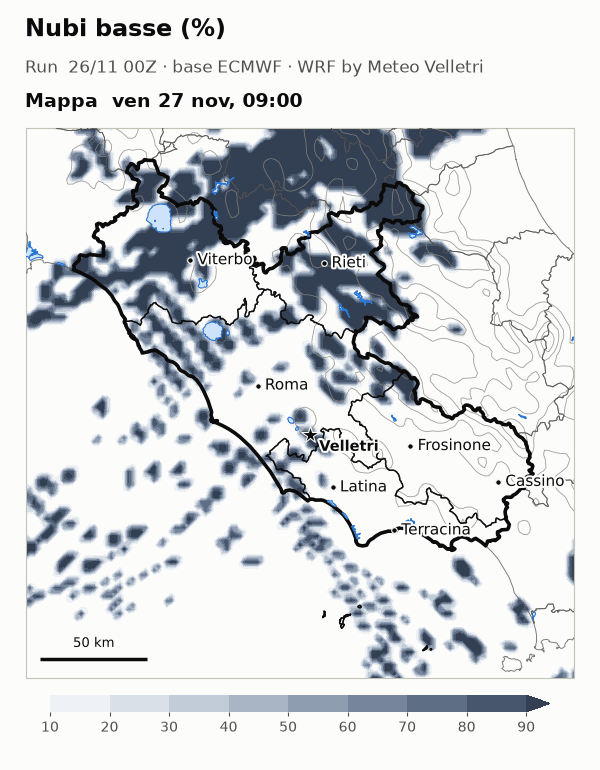 Nubi basse (%)
Run  26/11 00Z · base ECMWF · WRF by Meteo Velletri
Mappa  ven 27 nov, 09:00
Viterbo
Rieti
Roma
Velletri
Frosinone
Cassino
Latina
Terracina
50 km
10 20 30 40 50 60 70 80 90